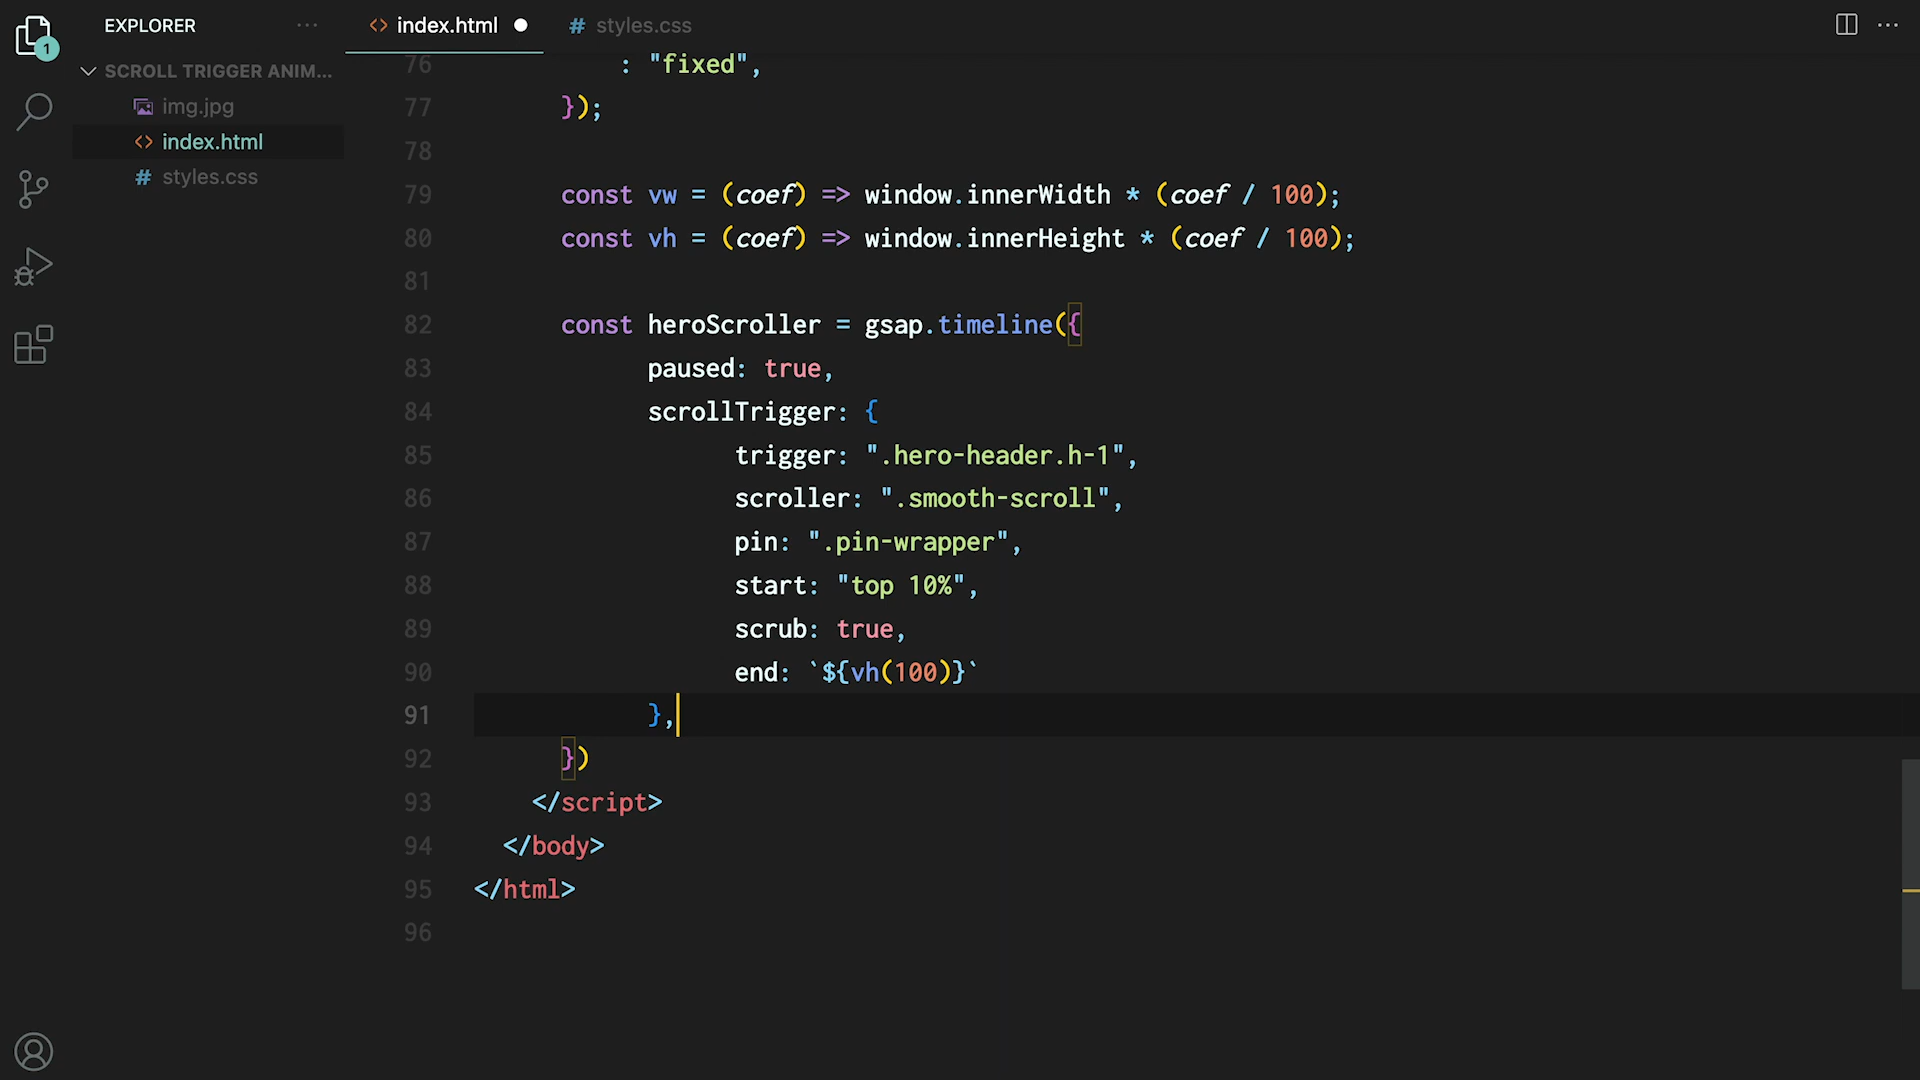 EXPLORER
SCROLL TRIGGER ANIM...
img.jpg
index.html
styles.css
1
index.html
styles.css
76 : "fixed",
77 });
78
79 const vw = (coef) => window.innerWidth * (coef / 100);
80 const vh = (coef) => window.innerHeight * (coef / 100);
81
82 const heroScroller = gsap.timeline({
83 paused: true,
84 scrollTrigger: {
85 trigger: ".hero-header.h-1",
86 scroller: ".smooth-scroll",
87 pin: ".pin-wrapper",
88 start: "top 10%",
89 scrub: true,
90 end: `${vh(100)}`
91 },
92 })
93 </script>
94 </body>
95 </html>
96